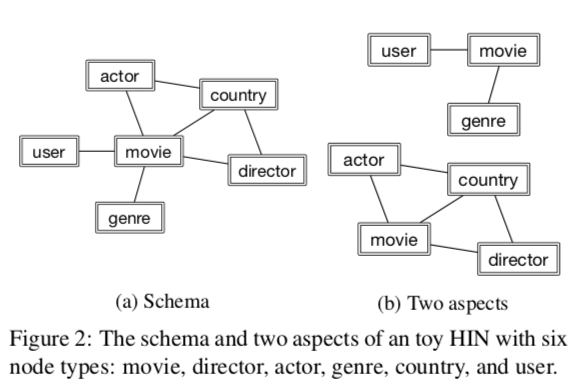 actor
country
user
movie
director
genre
(a) Schema
user
movie
genre
actor
country
movie
director
(b) Two aspects
Figure 2: The schema and two aspects of an toy HIN with six
node types: movie, director, actor, genre, country, and user.